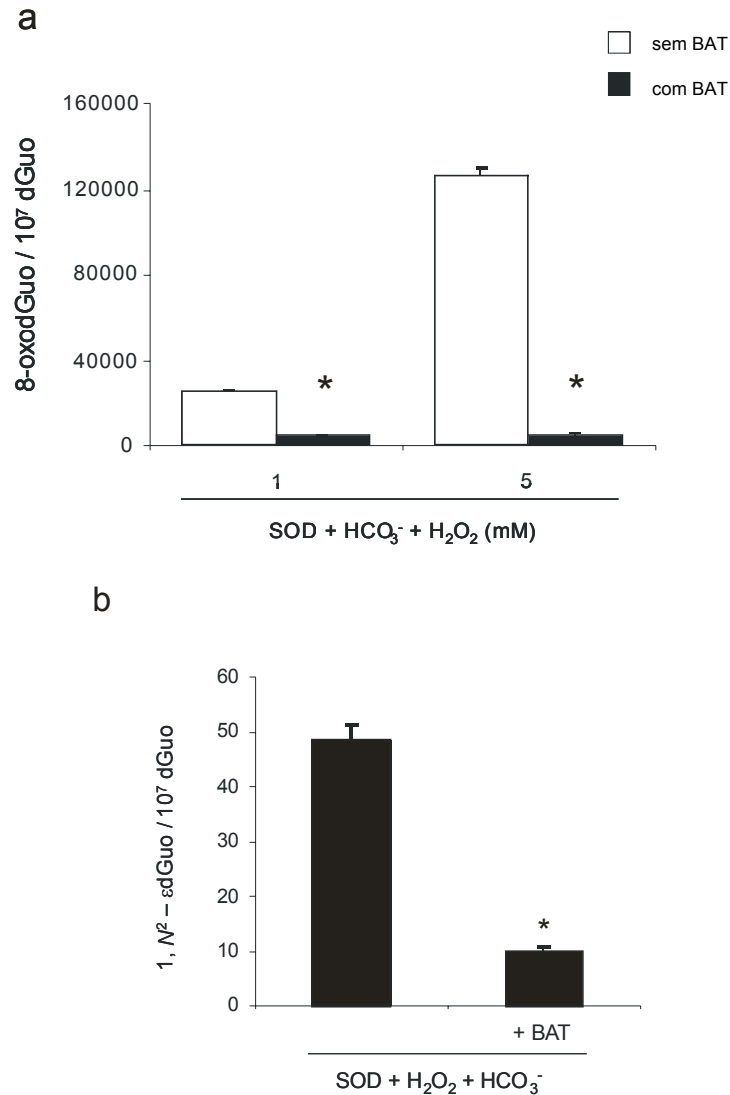 a
sem BAT
com BAT
8-oxodGuo / 10⁷ dGuo
160000
120000
80000
40000
0
*
*
1
5
SOD + HCO₃⁻ + H₂O₂ (mM)
b
1, N² – εdGuo / 10⁷ dGuo
60
50
40
30
20
10
0
*
+ BAT
SOD + H₂O₂ + HCO₃⁻